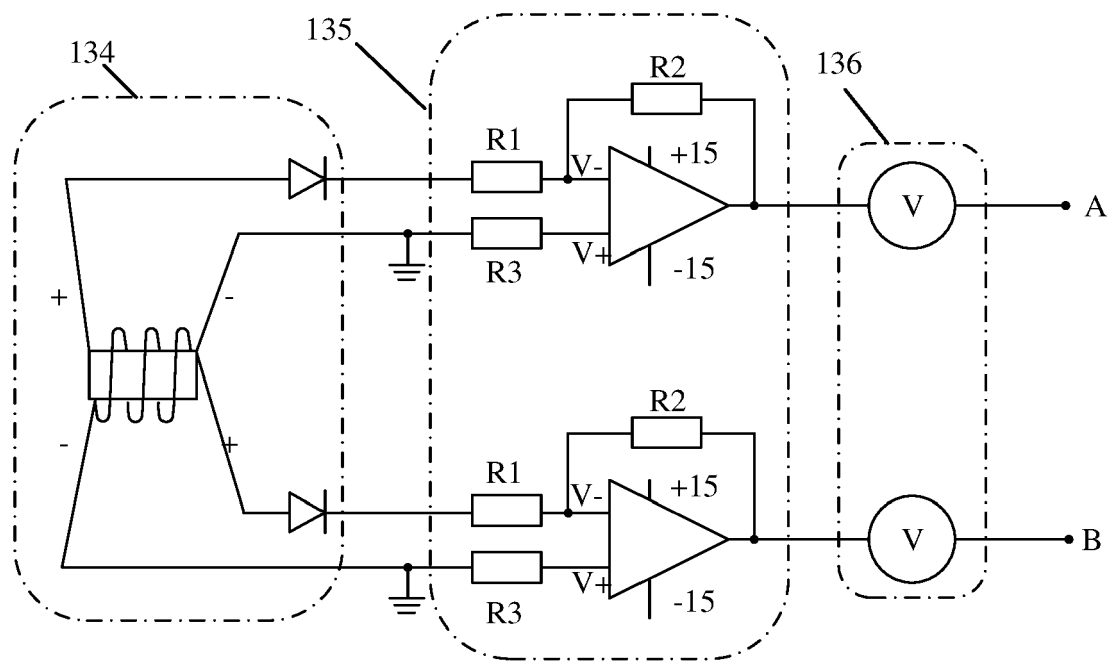 134
135
136
R2
R1
V-
+15
V
A
R3
V+
-15
+
-
-
+
R2
R1
V-
+15
V
B
R3
V+
-15